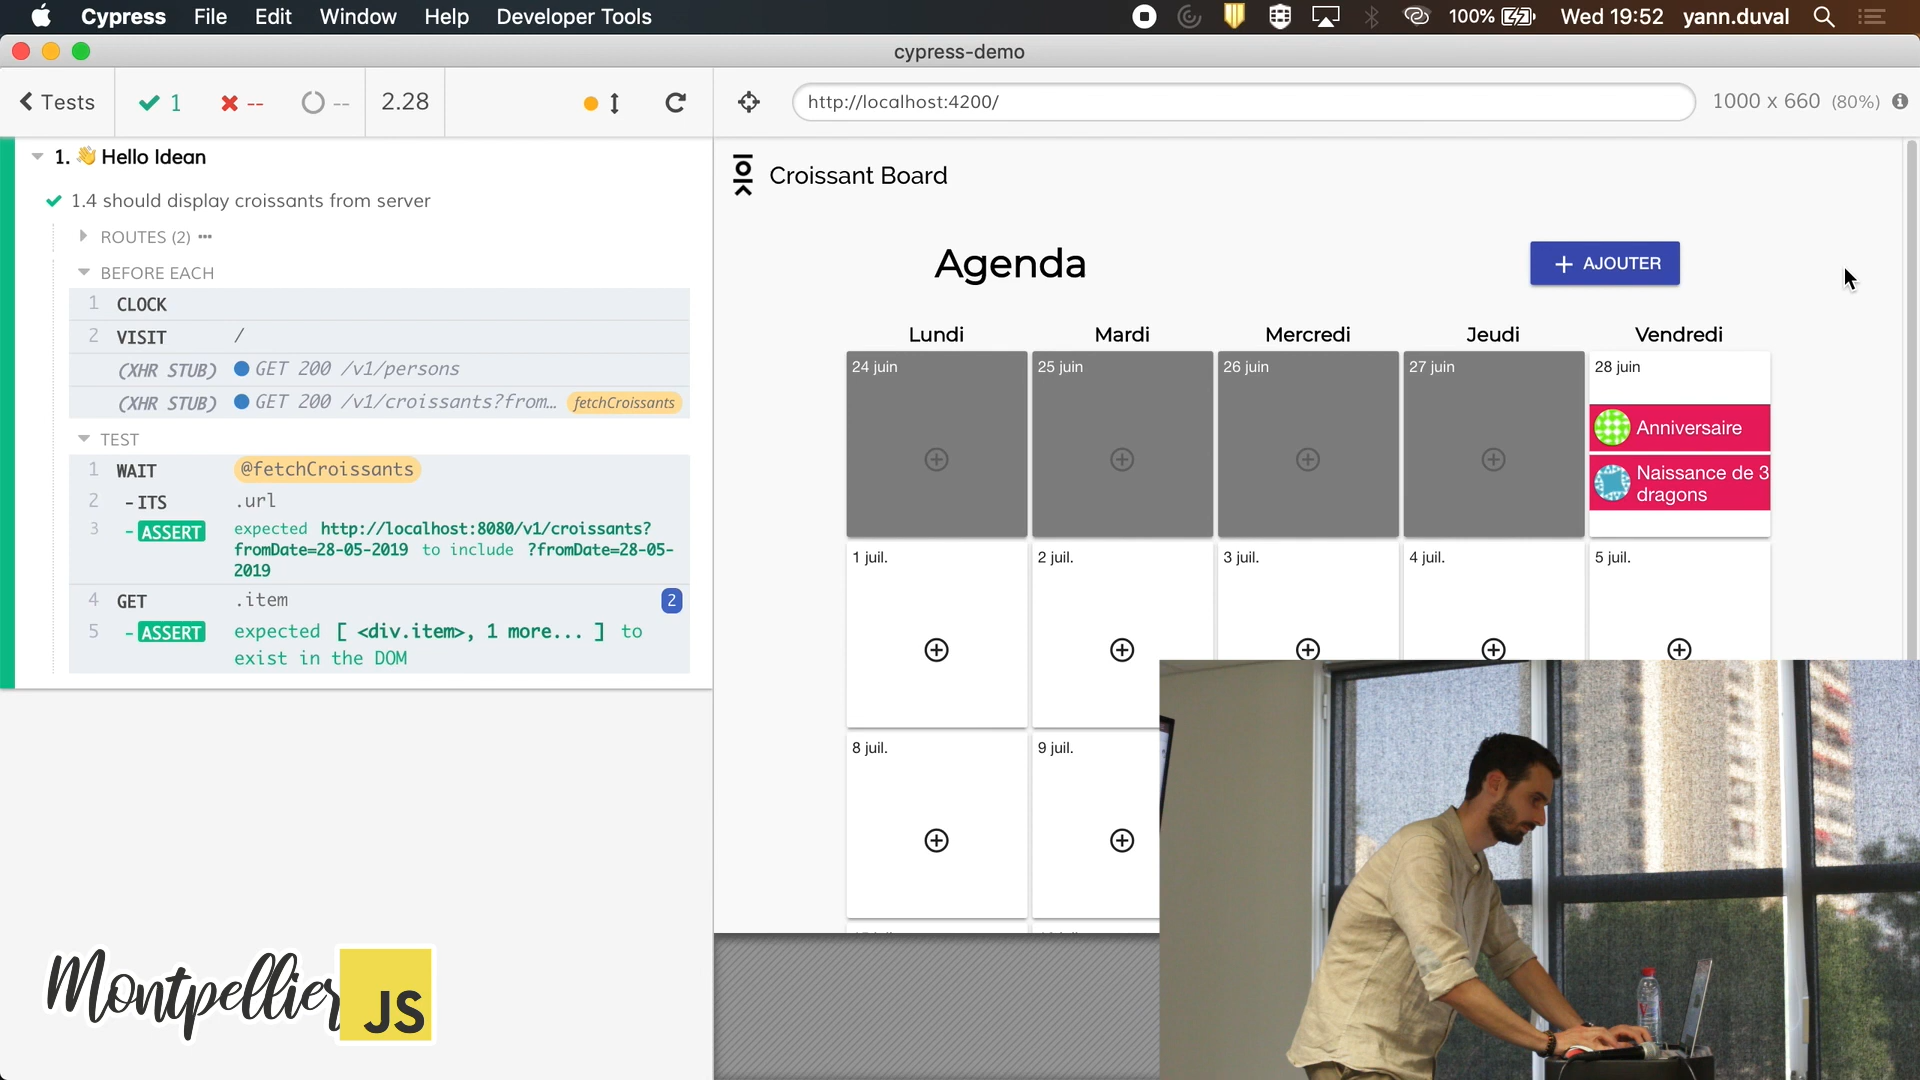 Cypress File Edit Window Help Developer Tools
100% Wed 19:52 yann.duval
cypress-demo
Tests 1 -- -- 2.28
http://localhost:4200/
1000 x 660 (80%)
1. 👋 Hello Idean
1.4 should display croissants from server
ROUTES (2) •••
BEFORE EACH
1 CLOCK
2 VISIT /
(XHR STUB) GET 200 /v1/persons
(XHR STUB) GET 200 /v1/croissants?from… fetchCroissants
TEST
1 WAIT @fetchCroissants
2 -ITS .url
3 -ASSERT expected http://localhost:8080/v1/croissants?
fromDate=28-05-2019 to include ?fromDate=28-05-
2019
4 GET .item 2
5 -ASSERT expected [ <div.item>, 1 more... ] to
exist in the DOM
Croissant Board
Agenda
+ AJOUTER
Lundi Mardi Mercredi Jeudi Vendredi
24 juin 25 juin 26 juin 27 juin 28 juin
Anniversaire
Naissance de 3
dragons
1 juil. 2 juil. 3 juil. 4 juil. 5 juil.
8 juil. 9 juil.
Montpellier JS